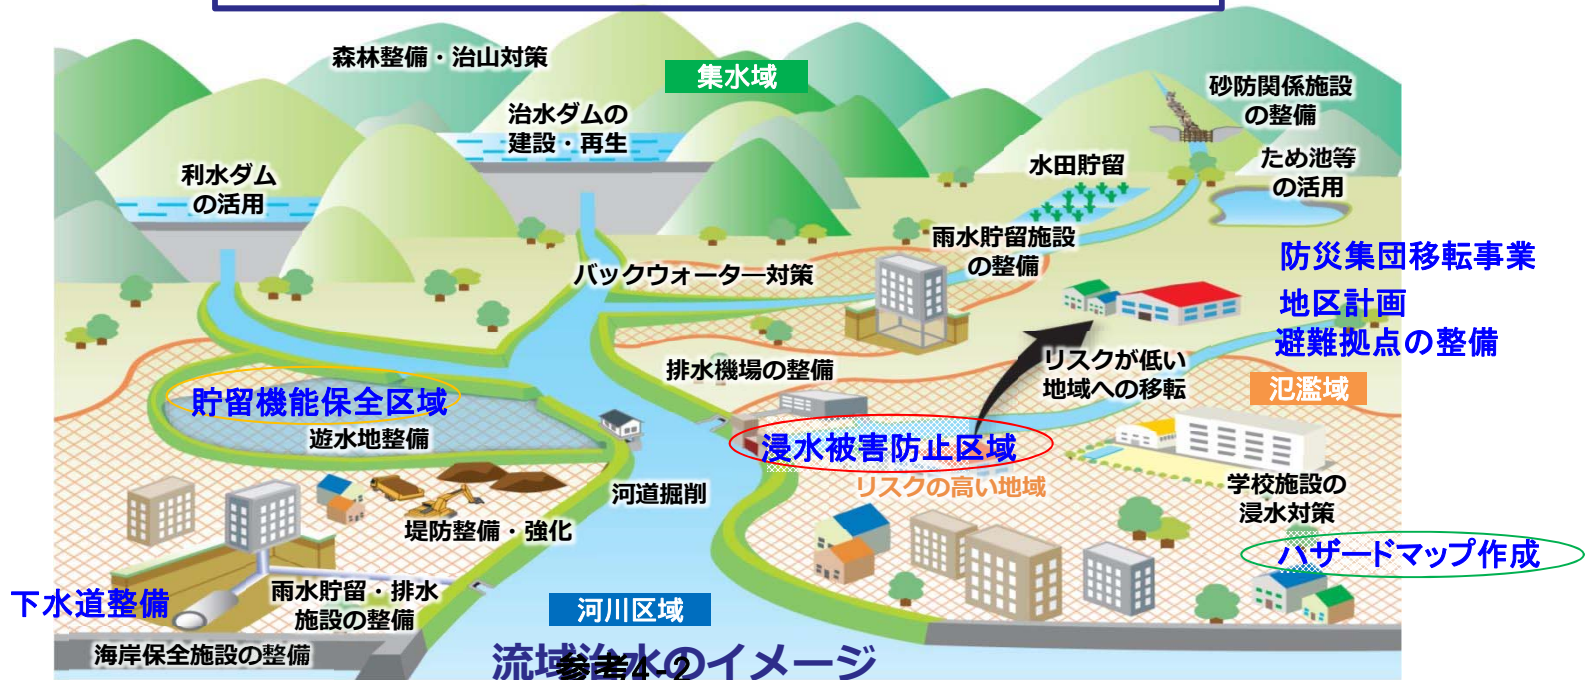 森林整備・治山対策
集水域
砂防関係施設
の整備
治水ダムの
建設・再生
水田貯留
ため池等
の活用
利水ダム
の活用
雨水貯留施設
の整備
バックウォーター対策
防災集団移転事業
地区計画
避難拠点の整備
排水機場の整備
リスクが低い
地域への移転
氾濫域
貯留機能保全区域
遊水地整備
浸水被害防止区域
リスクの高い地域
河道掘削
学校施設の
浸水対策
堤防整備・強化
ハザードマップ作成
下水道整備
雨水貯留・排水
施設の整備
河川区域
海岸保全施設の整備
流域治水のイメージ
参考4-2